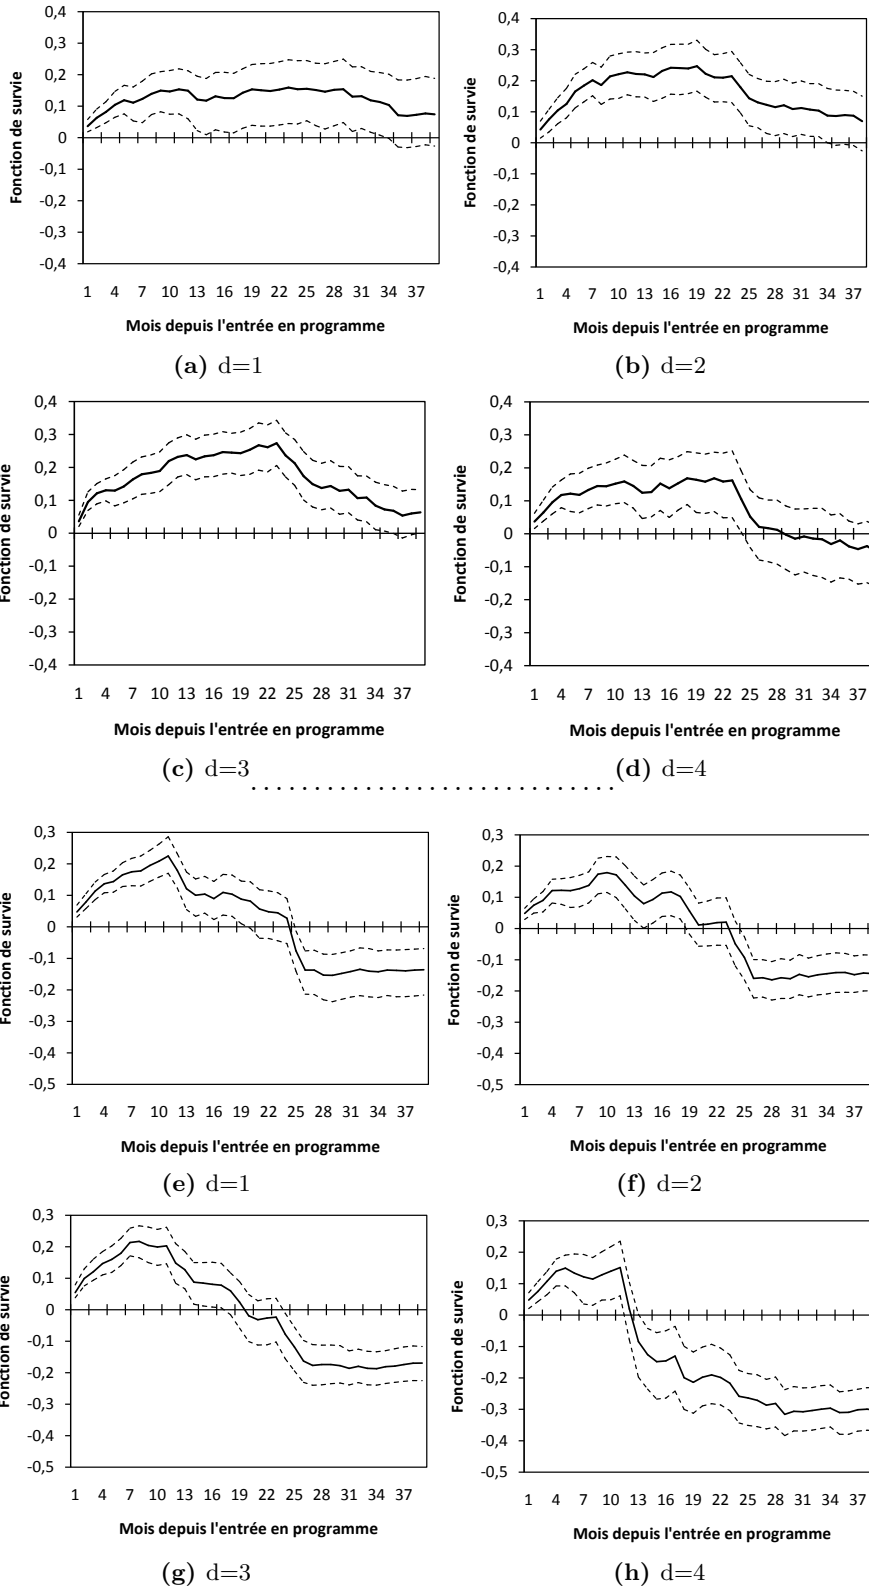 0,4
0,3
0,2
0,1
0
-0,1
-0,2
-0,3
-0,4
Fonction de survie
1 4 7 10 13 16 19 22 25 28 31 34 37
Mois depuis l'entrée en programme
(a) d=1
0,4
0,3
0,2
0,1
0
-0,1
-0,2
-0,3
-0,4
Fonction de survie
1 4 7 10 13 16 19 22 25 28 31 34 37
Mois depuis l'entrée en programme
(b) d=2
0,4
0,3
0,2
0,1
0
-0,1
-0,2
-0,3
-0,4
Fonction de survie
1 4 7 10 13 16 19 22 25 28 31 34 37
Mois depuis l'entrée en programme
(c) d=3
0,4
0,3
0,2
0,1
0
-0,1
-0,2
-0,3
-0,4
Fonction de survie
1 4 7 10 13 16 19 22 25 28 31 34 37
Mois depuis l'entrée en programme
(d) d=4
0,3
0,2
0,1
0
-0,1
-0,2
-0,3
-0,4
-0,5
Fonction de survie
1 4 7 10 13 16 19 22 25 28 31 34 37
Mois depuis l'entrée en programme
(e) d=1
0,3
0,2
0,1
0
-0,1
-0,2
-0,3
-0,4
-0,5
Fonction de survie
1 4 7 10 13 16 19 22 25 28 31 34 37
Mois depuis l'entrée en programme
(f) d=2
0,3
0,2
0,1
0
-0,1
-0,2
-0,3
-0,4
-0,5
Fonction de survie
1 4 7 10 13 16 19 22 25 28 31 34 37
Mois depuis l'entrée en programme
(g) d=3
0,3
0,2
0,1
0
-0,1
-0,2
-0,3
-0,4
-0,5
Fonction de survie
1 4 7 10 13 16 19 22 25 28 31 34 37
Mois depuis l'entrée en programme
(h) d=4